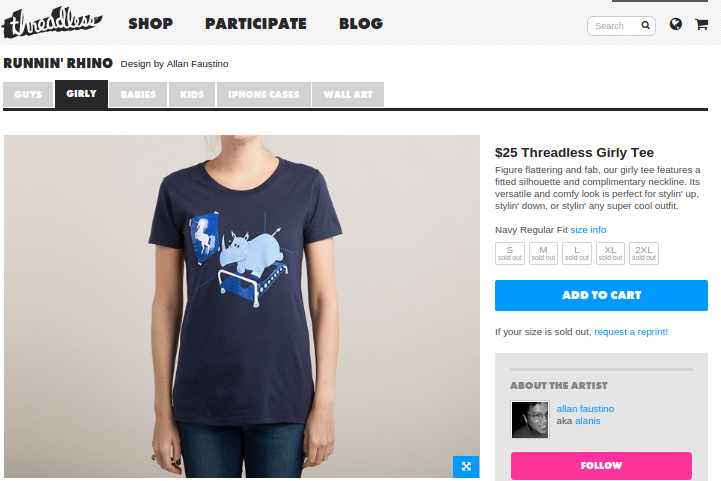 threadless
SHOP PARTICIPATE BLOG
Search
RUNNIN' RHINO Design by Allan Faustino
GUYS GIRLY BABIES KIDS IPHONE CASES WALL ART
$25 Threadless Girly Tee
Figure flattering and fab, our girly tee features a
fitted silhouette and complimentary neckline. Its
versatile and comfy look is perfect for stylin' up,
stylin' down, or stylin' any super cool outfit.
Navy Regular Fit size info
S M L XL 2XL
sold out sold out sold out sold out sold out
ADD TO CART
If your size is sold out, request a reprint!
ABOUT THE ARTIST
allan faustino
aka alanis
FOLLOW